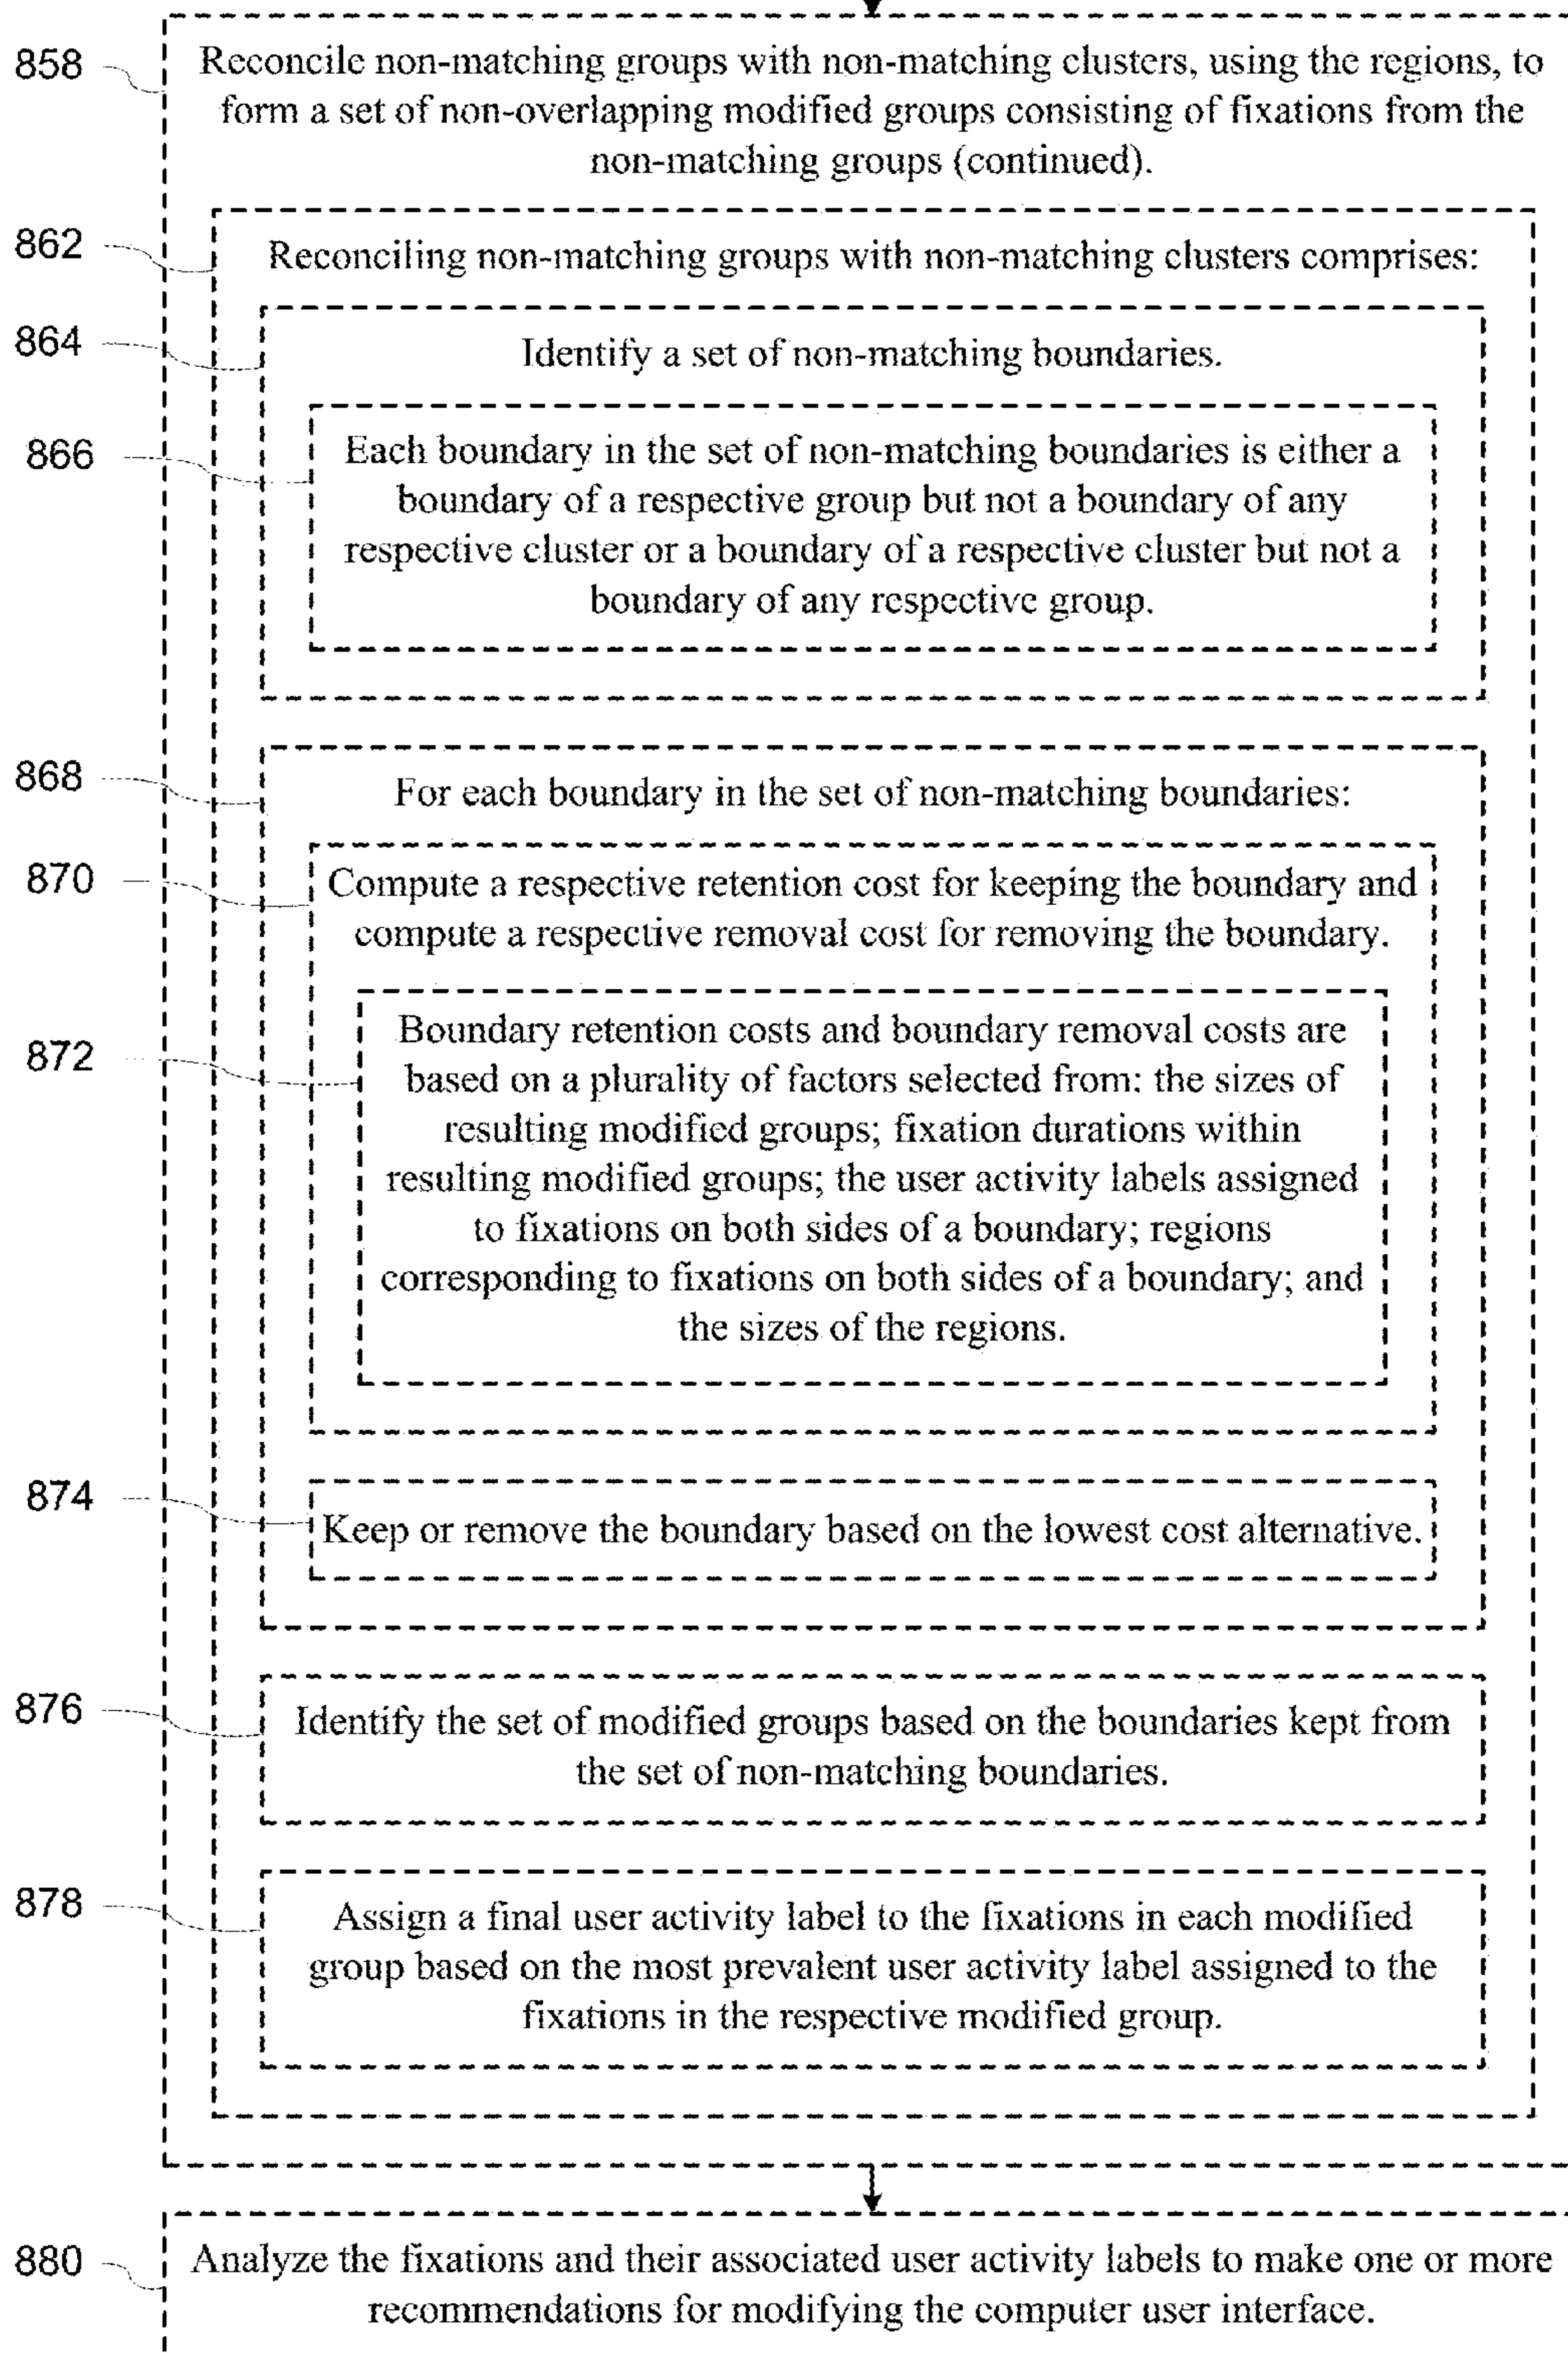 858
Reconcile non-matching groups with non-matching clusters, using the regions, to
form a set of non-overlapping modified groups consisting of fixations from the
non-matching groups (continued).
862
Reconciling non-matching groups with non-matching clusters comprises:
864
Identify a set of non-matching boundaries.
866
Each boundary in the set of non-matching boundaries is either a
boundary of a respective group but not a boundary of any
respective cluster or a boundary of a respective cluster but not a
boundary of any respective group.
868
For each boundary in the set of non-matching boundaries:
870
Compute a respective retention cost for keeping the boundary and
compute a respective removal cost for removing the boundary.
872
Boundary retention costs and boundary removal costs are
based on a plurality of factors selected from: the sizes of
resulting modified groups; fixation durations within
resulting modified groups; the user activity labels assigned
to fixations on both sides of a boundary; regions
corresponding to fixations on both sides of a boundary; and
the sizes of the regions.
874
Keep or remove the boundary based on the lowest cost alternative.
876
Identify the set of modified groups based on the boundaries kept from
the set of non-matching boundaries.
878
Assign a final user activity label to the fixations in each modified
group based on the most prevalent user activity label assigned to the
fixations in the respective modified group.
880
Analyze the fixations and their associated user activity labels to make one or more
recommendations for modifying the computer user interface.